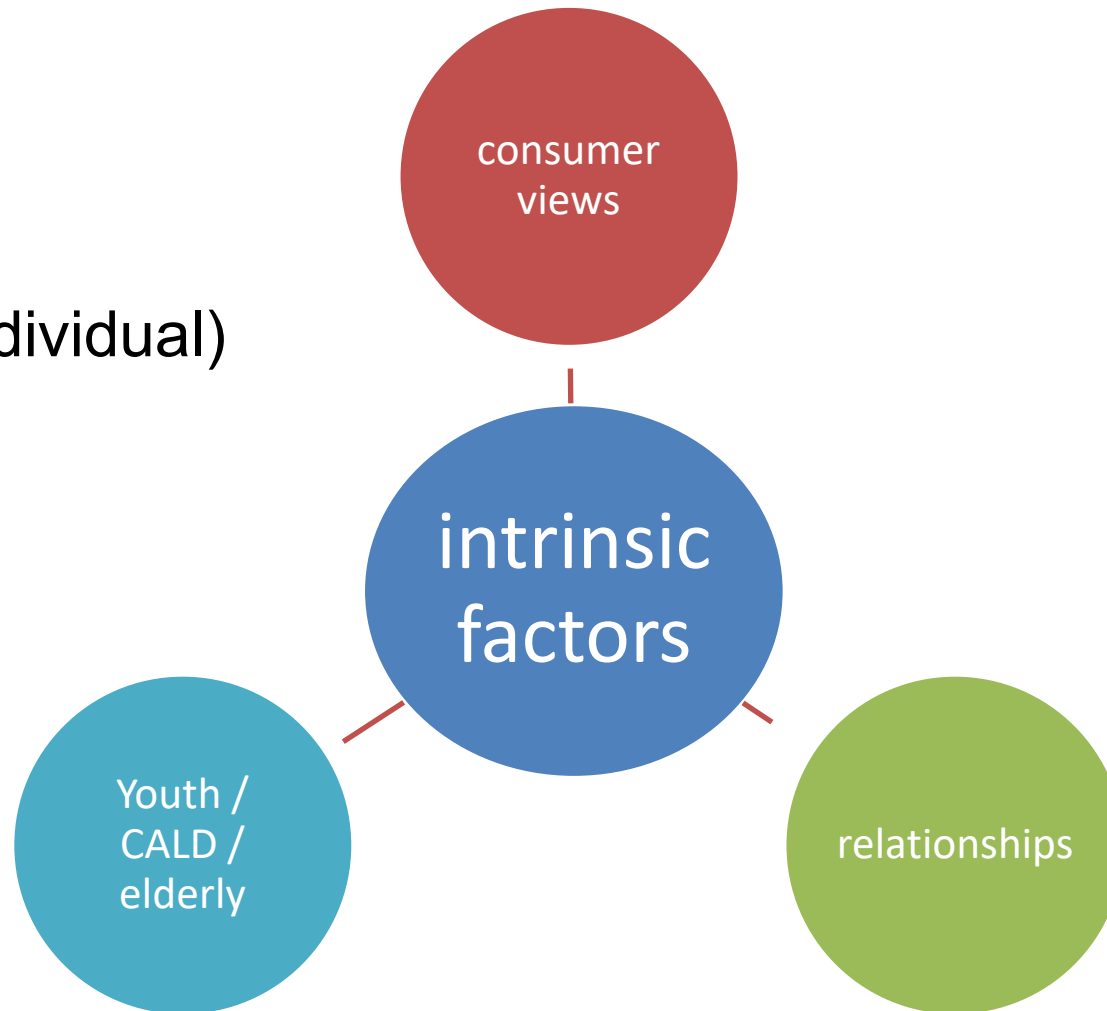 consumer
views
dividual)
intrinsic
factors
Youth /
CALD /
elderly
relationships